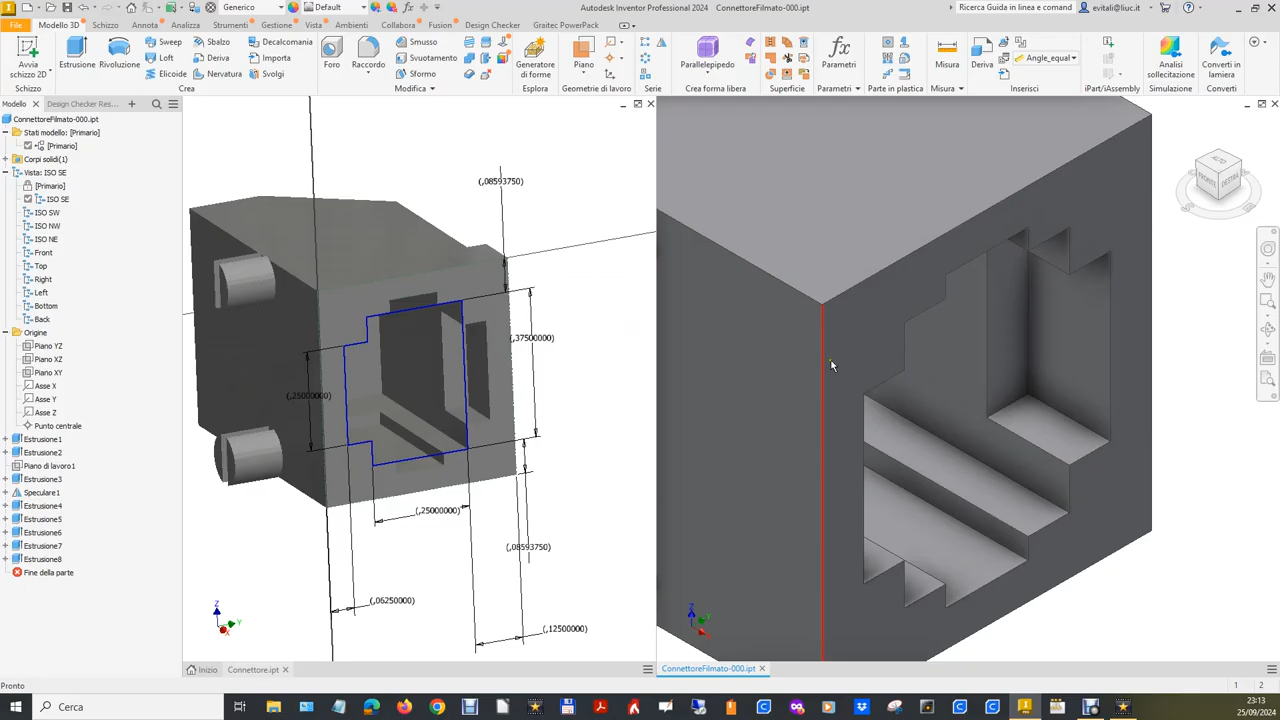 Generico
Default
Autodesk Inventor Professional 2024 ConnettoreFilmato-000.ipt
Ricerca Guida in linea e comand
evitali@liuc.it
File
Modello 3D
Schizzo
Annota
Analizza
Strumenti
Gestione
Vista
Ambienti
Collabora
Fusion
Design Checker
Graitec PowerPack
Avvia
schizzo 2D
Estrusione
Rivoluzione
Sweep
Loft
Elicoide
Sbalzo
Deriva
Nervatura
Decalcomania
Importa
Svolgi
Foro
Raccordo
Smusso
Svuotamento
Sformo
Generatore
di forme
Piano
Parallelepipedo
Parametri
Misura
Deriva
Angle_equal
Analisi
sollecitazione
Converti in
lamiera
Schizzo
Crea
Modifica
Esplora
Geometrie di lavoro
Serie
Crea forma libera
Superficie
Parametri
Parte in plastica
Misura
Inserisci
iPart/iAssembly
Simulazione
Converti
Modello
Design Checker Res...
ConnettoreFilmato-000.ipt
Stati modello: [Primario]
[Primario]
Corpi solidi(1)
Vista: ISO SE
[Primario]
ISO SE
ISO SW
ISO NW
ISO NE
Front
Top
Right
Left
Bottom
Back
Origine
Piano YZ
Piano XZ
Piano XY
Asse X
Asse Y
Asse Z
Punto centrale
Estrusione1
Estrusione2
Piano di lavoro1
Estrusione3
Speculare1
Estrusione4
Estrusione5
Estrusione6
Estrusione7
Estrusione8
Fine della parte
(,08593750)
(,37500000)
(,25000000)
(,25000000)
(,08593750)
(,06250000)
(,12500000)
Z
Y
X
Z
Y
X
ALTO
FRONTE
DESTRA
Inizio
Connettore.ipt
ConnettoreFilmato-000.ipt
Pronto
1
2
Cerca
23:13
25/09/2024